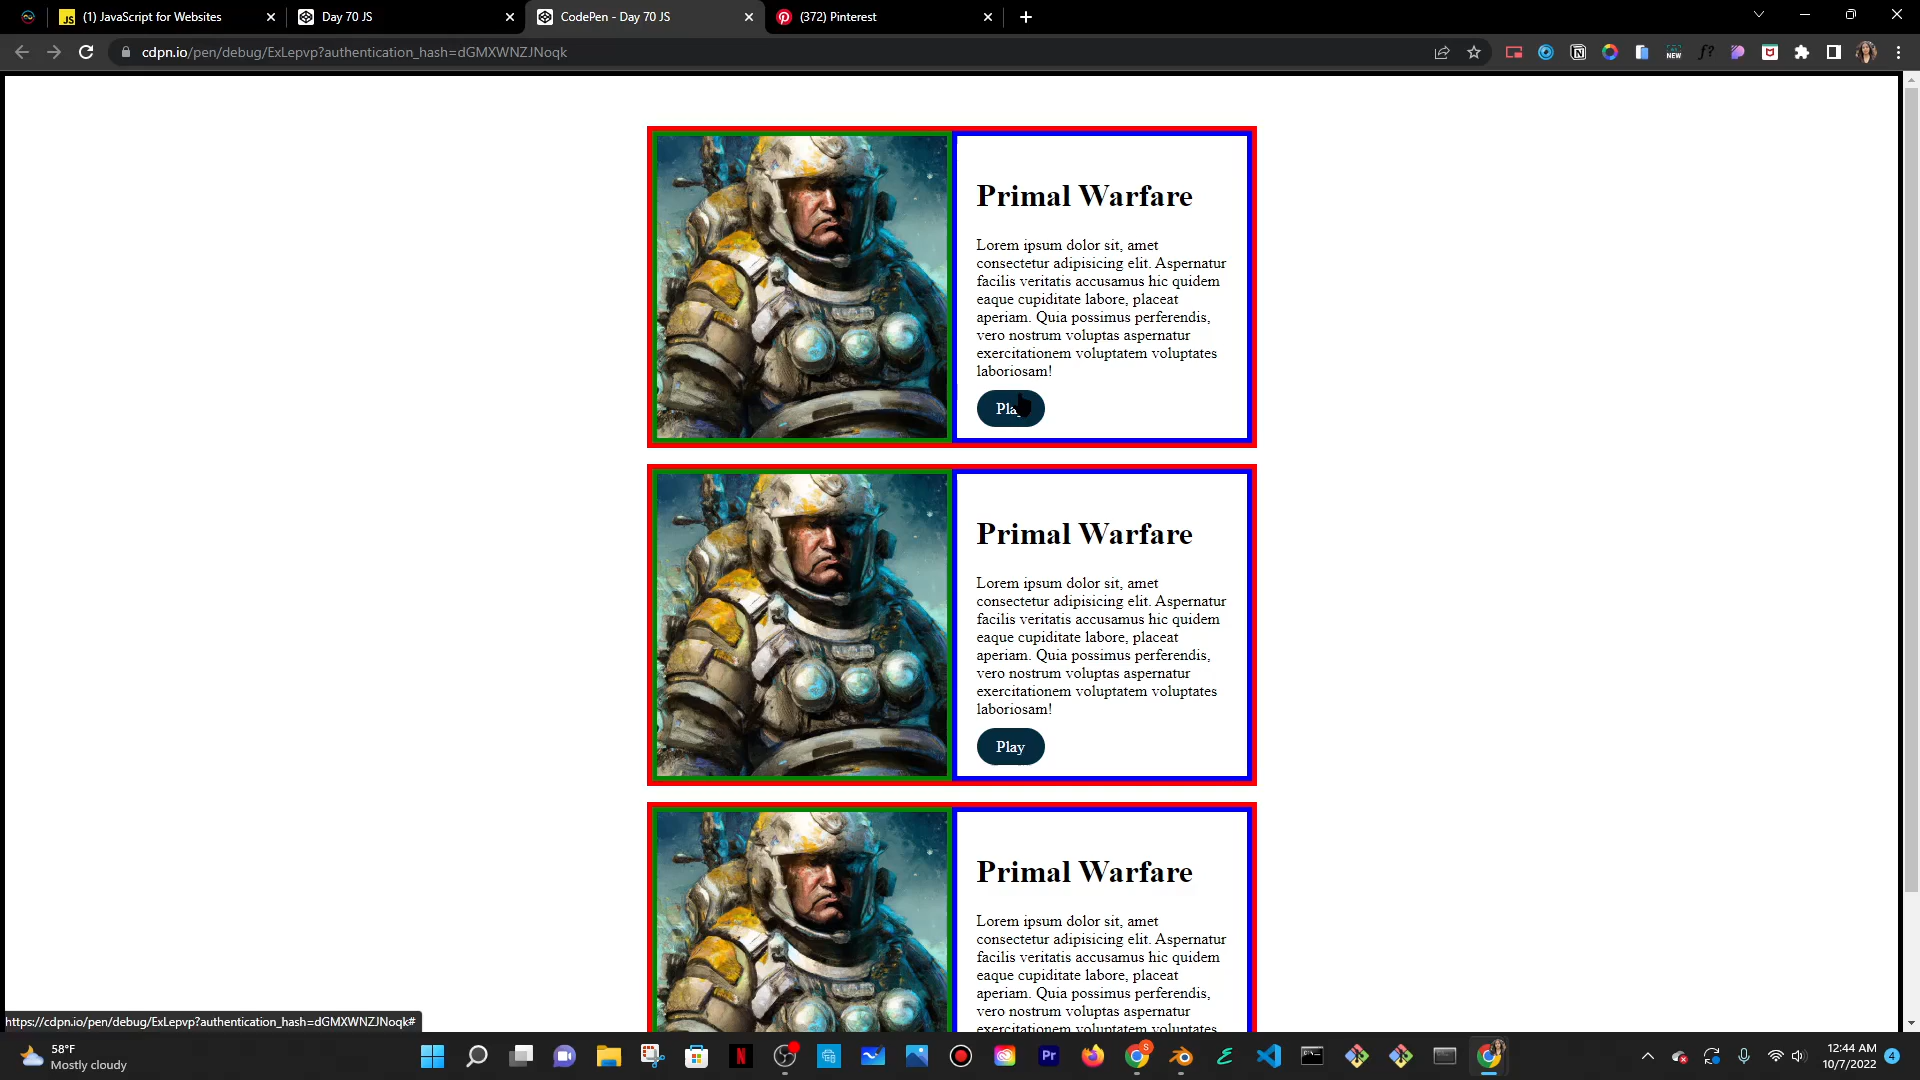 (1) JavaScript for Websites
Day 70 JS
CodePen - Day 70 JS
(372) Pinterest
cdpn.io/pen/debug/ExLepvp?authentication_hash=dGMXWNZJNoqk
Primal Warfare
Lorem ipsum dolor sit, amet
consectetur adipisicing elit. Aspernatur
facilis veritatis accusamus hic quidem
eaque cupiditate labore, placeat
aperiam. Quia possimus perferendis,
vero nostrum voluptas aspernatur
exercitationem voluptatem voluptates
laboriosam!
Play
Primal Warfare
Lorem ipsum dolor sit, amet
consectetur adipisicing elit. Aspernatur
facilis veritatis accusamus hic quidem
eaque cupiditate labore, placeat
aperiam. Quia possimus perferendis,
vero nostrum voluptas aspernatur
exercitationem voluptatem voluptates
laboriosam!
Play
Primal Warfare
Lorem ipsum dolor sit, amet
consectetur adipisicing elit. Aspernatur
facilis veritatis accusamus hic quidem
eaque cupiditate labore, placeat
aperiam. Quia possimus perferendis,
vero nostrum voluptas aspernatur
exercitationem voluptatem voluptates
https://cdpn.io/pen/debug/ExLepvp?authentication_hash=dGMXWNZJNoqk#
58°F
Mostly cloudy
12:44 AM
10/7/2022
4